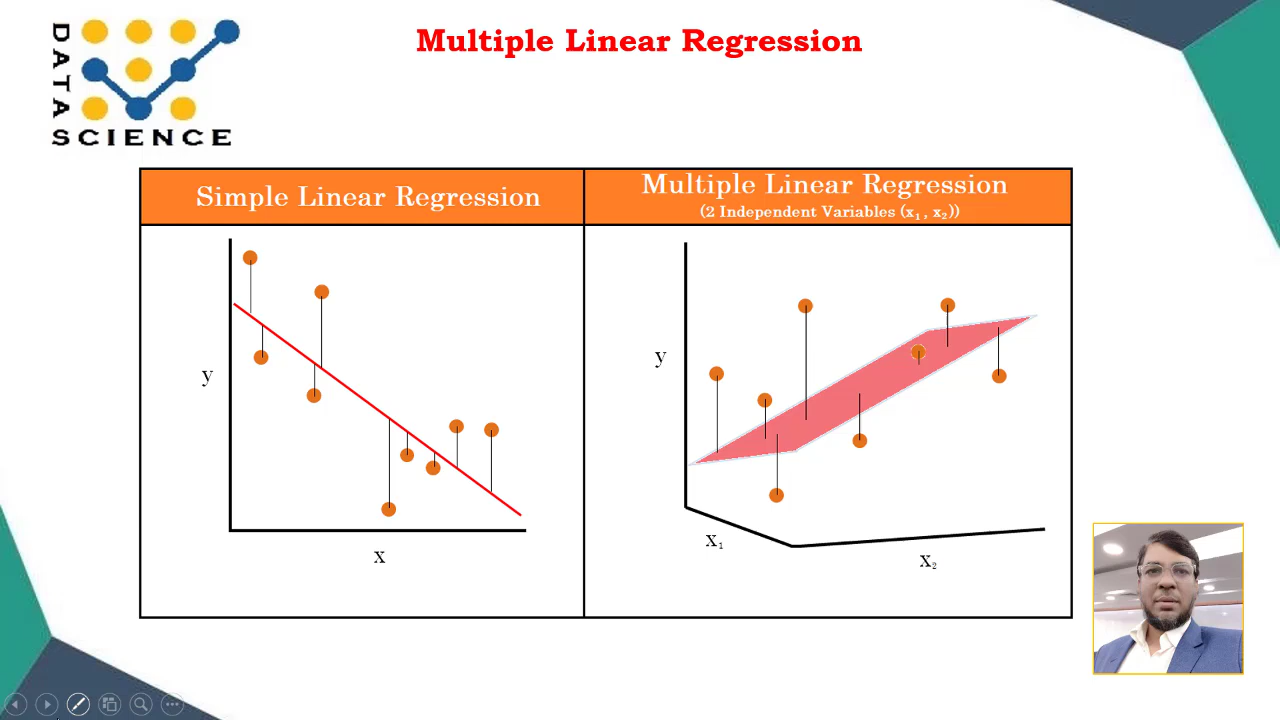 Multiple Linear Regression
DATA
SCIENCE
Simple Linear Regression
Multiple Linear Regression
(2 Independent Variables (x₁ , x₂))
y
x
y
x₁
x₂